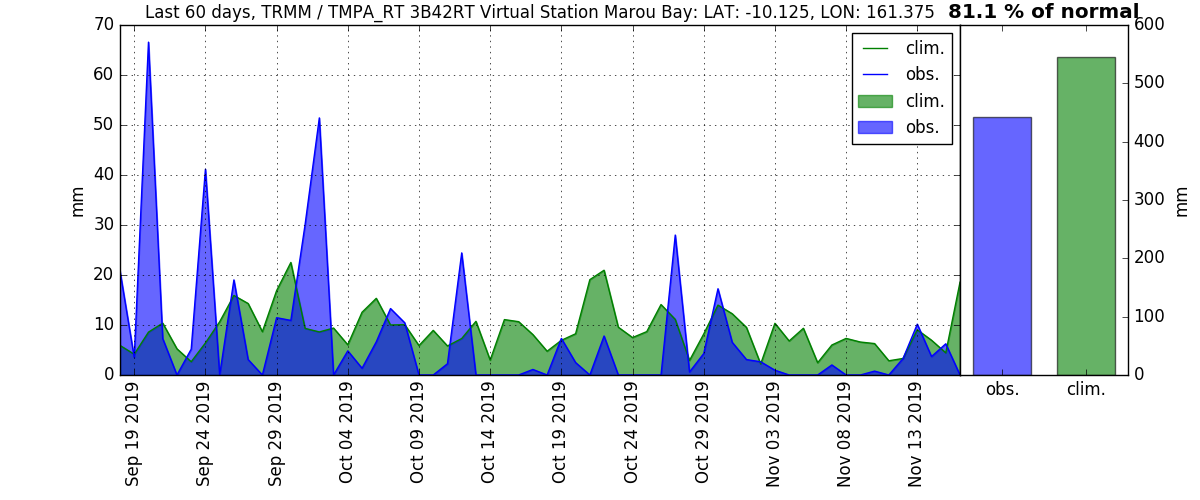 Last 60 days, TRMM / TMPA_RT 3B42RT Virtual Station Marou Bay: LAT: -10.125, LON: 161.375 81.1 % of normal
70
60
50
40
30
20
10
0
mm
clim.
obs.
clim.
obs.
600
500
400
300
200
100
0
mm
obs. clim.
Sep 19 2019
Sep 24 2019
Sep 29 2019
Oct 04 2019
Oct 09 2019
Oct 14 2019
Oct 19 2019
Oct 24 2019
Oct 29 2019
Nov 03 2019
Nov 08 2019
Nov 13 2019